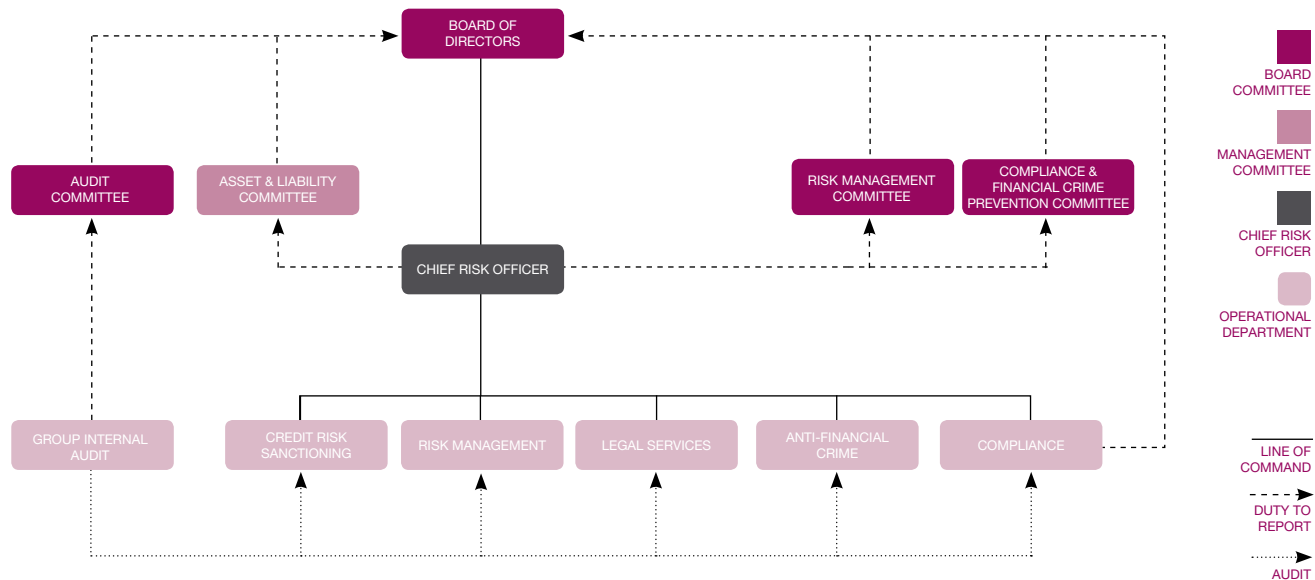 BOARD OF
DIRECTORS
AUDIT
COMMITTEE
ASSET & LIABILITY
COMMITTEE
RISK MANAGEMENT
COMMITTEE
COMPLIANCE &
FINANCIAL CRIME
PREVENTION COMMITTEE
CHIEF RISK OFFICER
GROUP INTERNAL
AUDIT
CREDIT RISK
SANCTIONING
RISK MANAGEMENT
LEGAL SERVICES
ANTI-FINANCIAL
CRIME
COMPLIANCE
BOARD
COMMITTEE
MANAGEMENT
COMMITTEE
CHIEF RISK
OFFICER
OPERATIONAL
DEPARTMENT
LINE OF
COMMAND
DUTY TO
REPORT
AUDIT